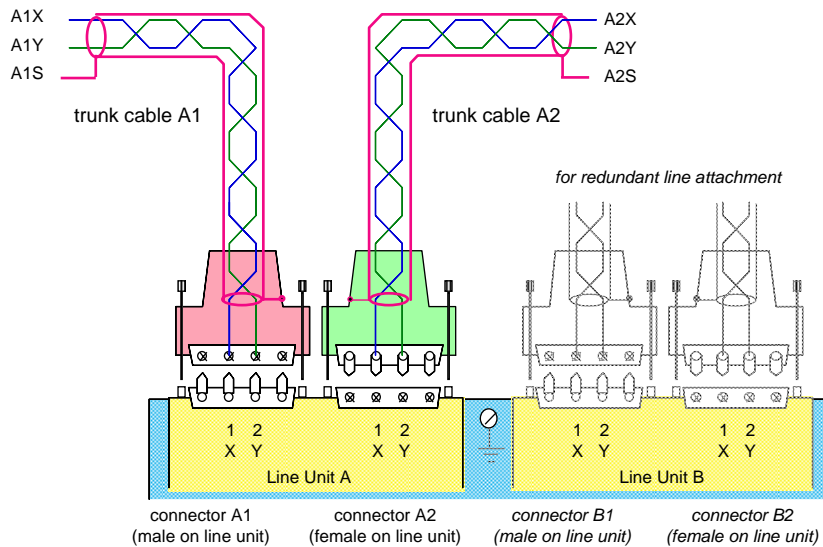 A1X
A1Y
A1S
A2X
A2Y
A2S
trunk cable A1
trunk cable A2
for redundant line attachment
1 2
X Y
1 2
X Y
1 2
X Y
1 2
X Y
Line Unit A
Line Unit B
connector A1
(male on line unit)
connector A2
(female on line unit)
connector B1
(male on line unit)
connector B2
(female on line unit)